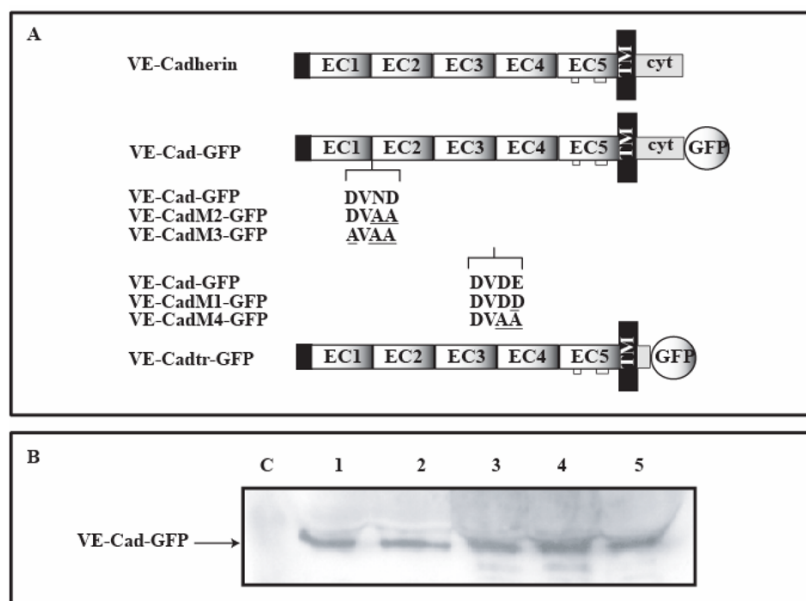 A
VE-Cadherin EC1 EC2 EC3 EC4 EC5 TM cyt
VE-Cad-GFP EC1 EC2 EC3 EC4 EC5 TM cyt GFP
VE-Cad-GFP DVND
VE-CadM2-GFP DVAA
VE-CadM3-GFP AVAA
VE-Cad-GFP DVDE
VE-CadM1-GFP DVDD
VE-CadM4-GFP DVAA
VE-Cadtr-GFP EC1 EC2 EC3 EC4 EC5 TM GFP
B
C 1 2 3 4 5
VE-Cad-GFP